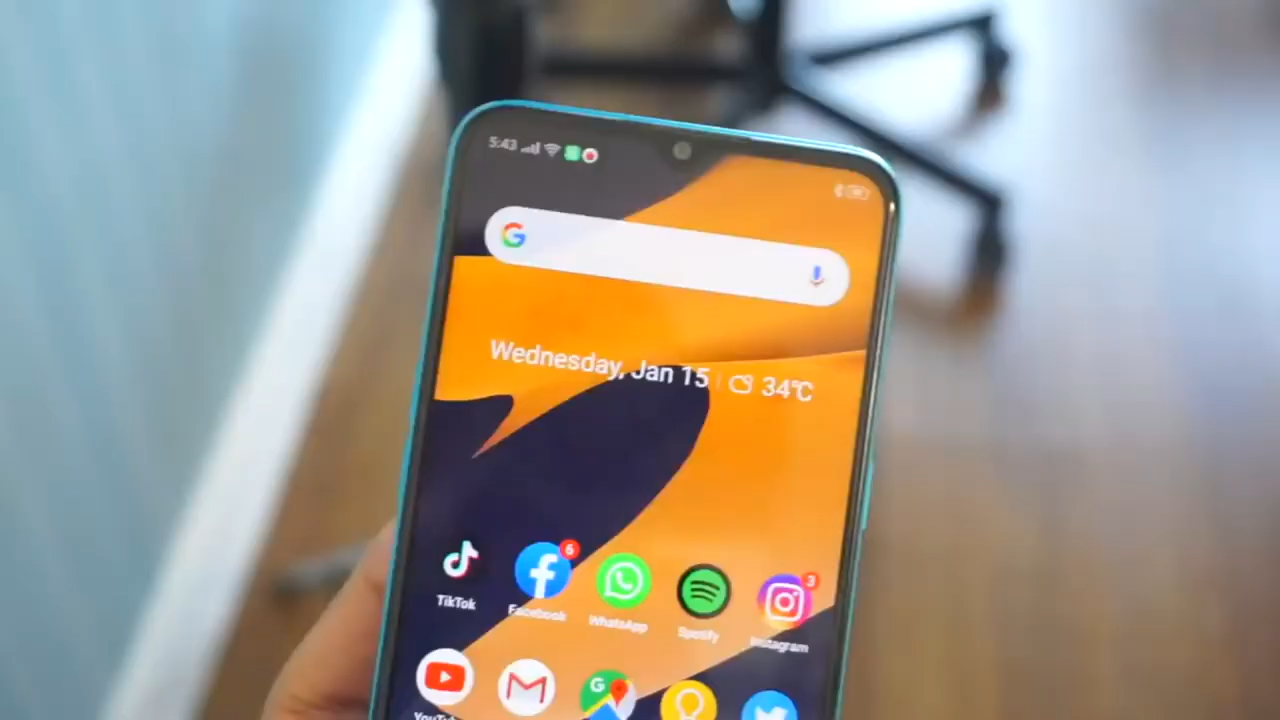 5:43
Wednesday, Jan 15 | 34°C
6
3
TikTok
Facebook
WhatsApp
Spotify
Instagram
G